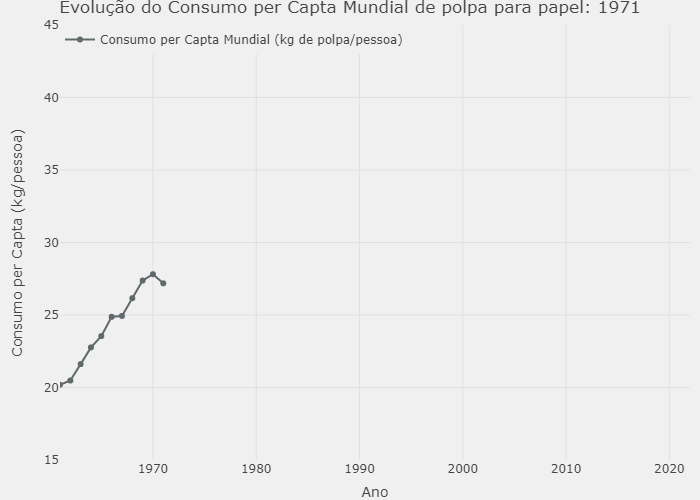 Evolução do Consumo per Capta Mundial de polpa para papel: 1971
Consumo per Capta Mundial (kg de polpa/pessoa)
Consumo per Capta (kg/pessoa)
45
40
35
30
25
20
15
1970 1980 1990 2000 2010 2020
Ano